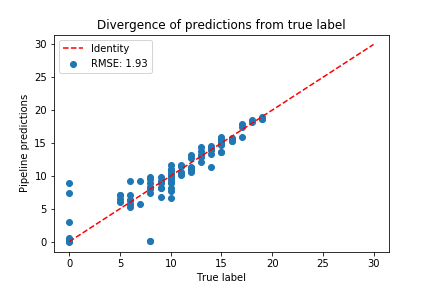 Divergence of predictions from true label
Identity
RMSE: 1.93
Pipeline predictions
30
25
20
15
10
5
0
0 5 10 15 20 25 30
True label